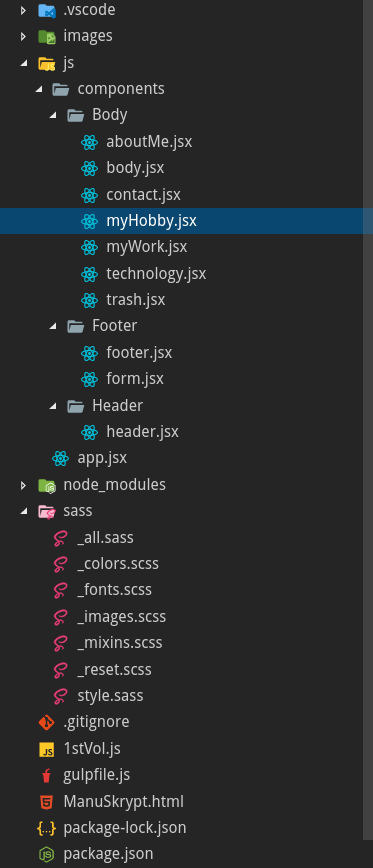 .vscode
images
js
components
Body
aboutMe.jsx
body.jsx
contact.jsx
myHobby.jsx
myWork.jsx
technology.jsx
trash.jsx
Footer
footer.jsx
form.jsx
Header
header.jsx
app.jsx
node_modules
sass
_all.sass
_colors.scss
_fonts.scss
_images.scss
_mixins.scss
_reset.scss
style.sass
.gitignore
1stVol.js
gulpfile.js
ManuSkrypt.html
package-lock.json
package.json